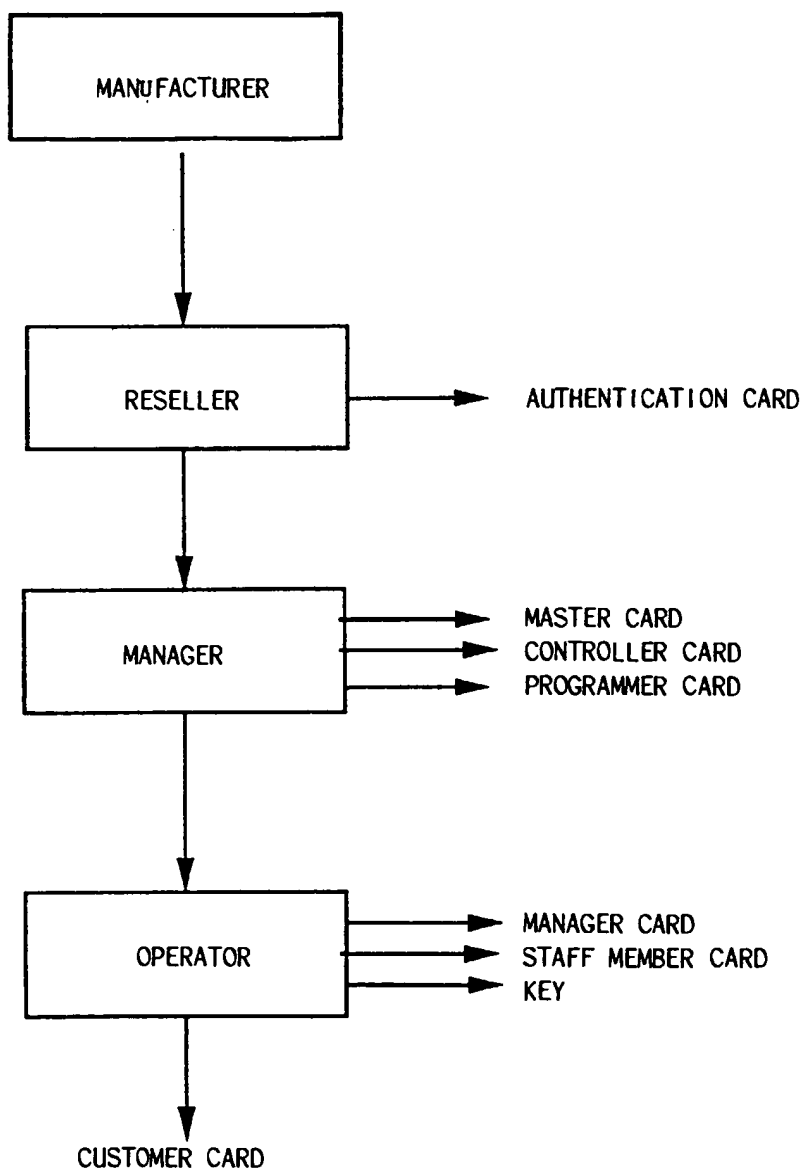 MANUFACTURER
RESELLER
AUTHENTICATION CARD
MANAGER
MASTER CARD
CONTROLLER CARD
PROGRAMMER CARD
OPERATOR
MANAGER CARD
STAFF MEMBER CARD
KEY
CUSTOMER CARD